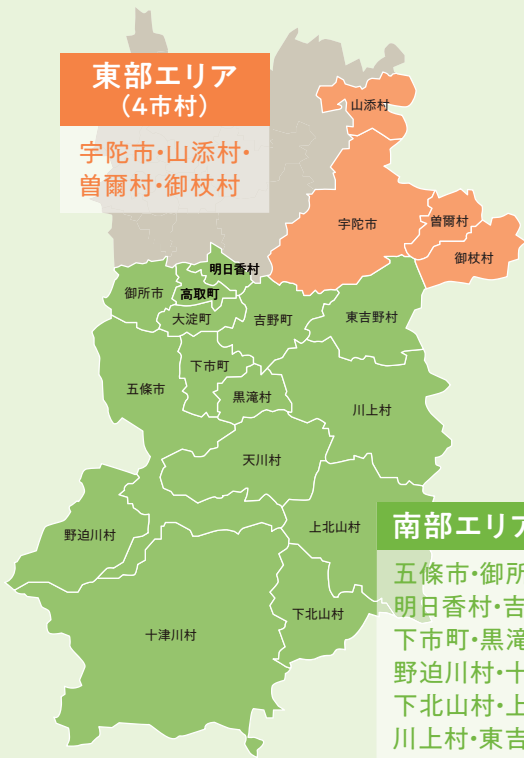 東部エリア
（4市村）
宇陀市・山添村・
曽爾村・御杖村
山添村
宇陀市
曽爾村
御杖村
明日香村
御所市
高取町
大淀町
吉野町
東吉野村
下市町
五條市
黒滝村
川上村
天川村
野迫川村
上北山村
下北山村
十津川村
南部エリア
五條市・御所
明日香村・吉
下市町・黒滝
野迫川村・十
下北山村・上
川上村・東吉